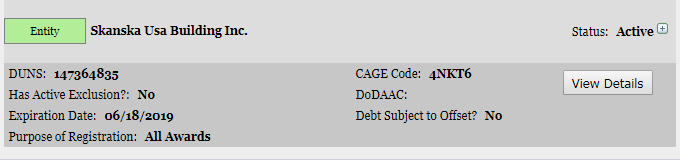 Entity Skanska Usa Building Inc. Status: Active
DUNS: 147364835 CAGE Code: 4NKT6 View Details
Has Active Exclusion?: No DoDAAC:
Expiration Date: 06/18/2019 Debt Subject to Offset? No
Purpose of Registration: All Awards